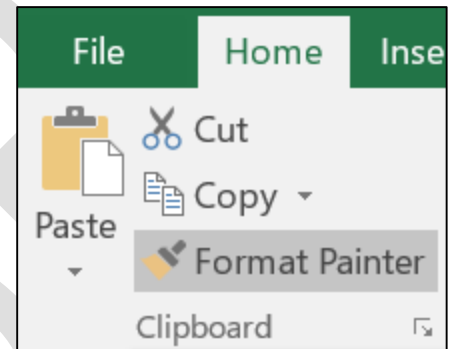 File Home Inse
Cut
Copy
Paste
Format Painter
Clipboard